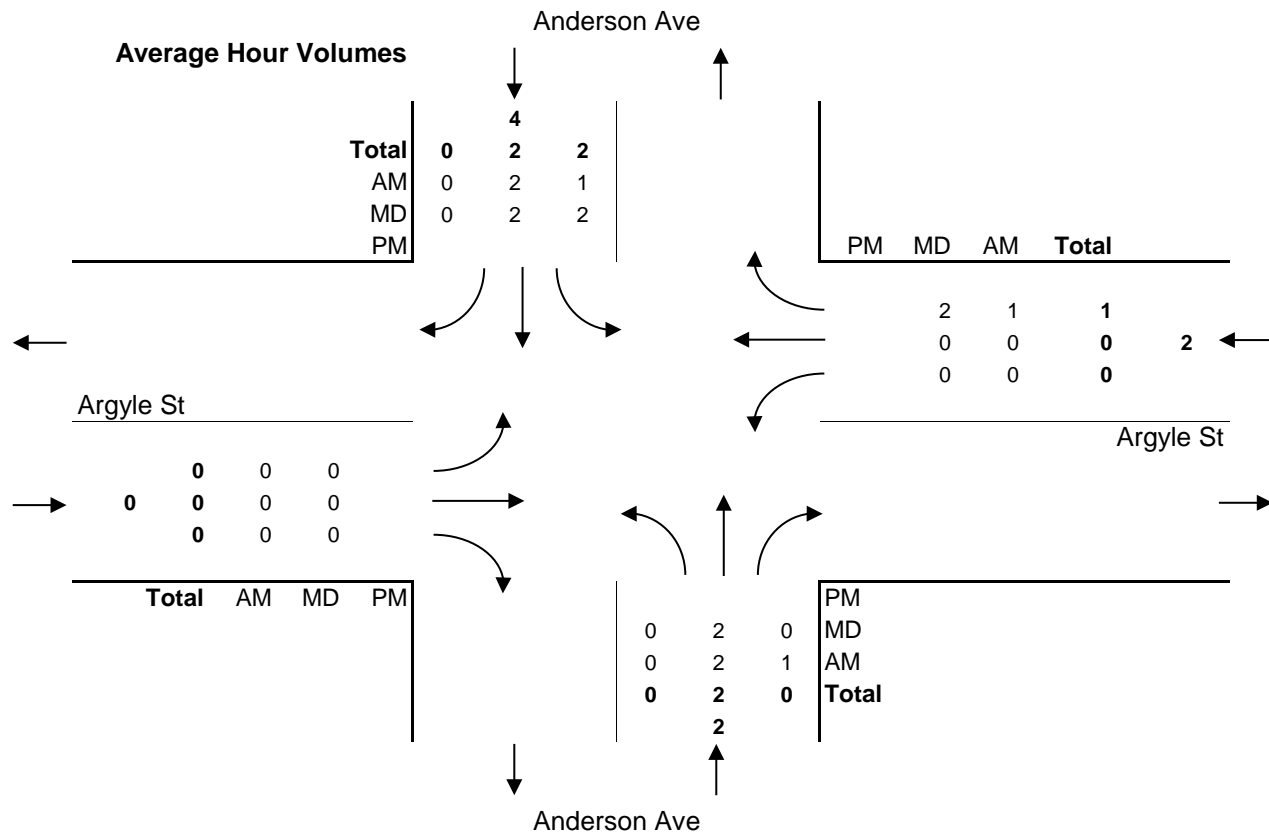 Anderson Ave
Average Hour Volumes
4
Total 0 2 2
AM 0 2 1
MD 0 2 2
PM
PM MD AM Total
2 1 1
0 0 0 2
0 0 0
Argyle St
Argyle St
0 0 0
0 0 0 0
0 0 0
Total AM MD PM
PM
0 2 0 MD
0 2 1 AM
0 2 0 Total
2
Anderson Ave